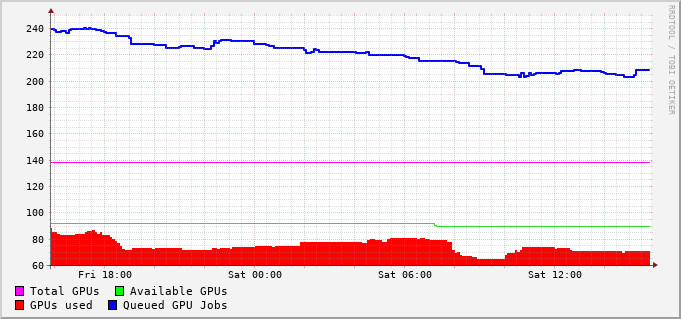 RRDTOOL / TOBI OETIKER
240
220
200
180
160
140
120
100
80
60
Fri 18:00 Sat 00:00 Sat 06:00 Sat 12:00
Total GPUs Available GPUs
GPUs used Queued GPU Jobs